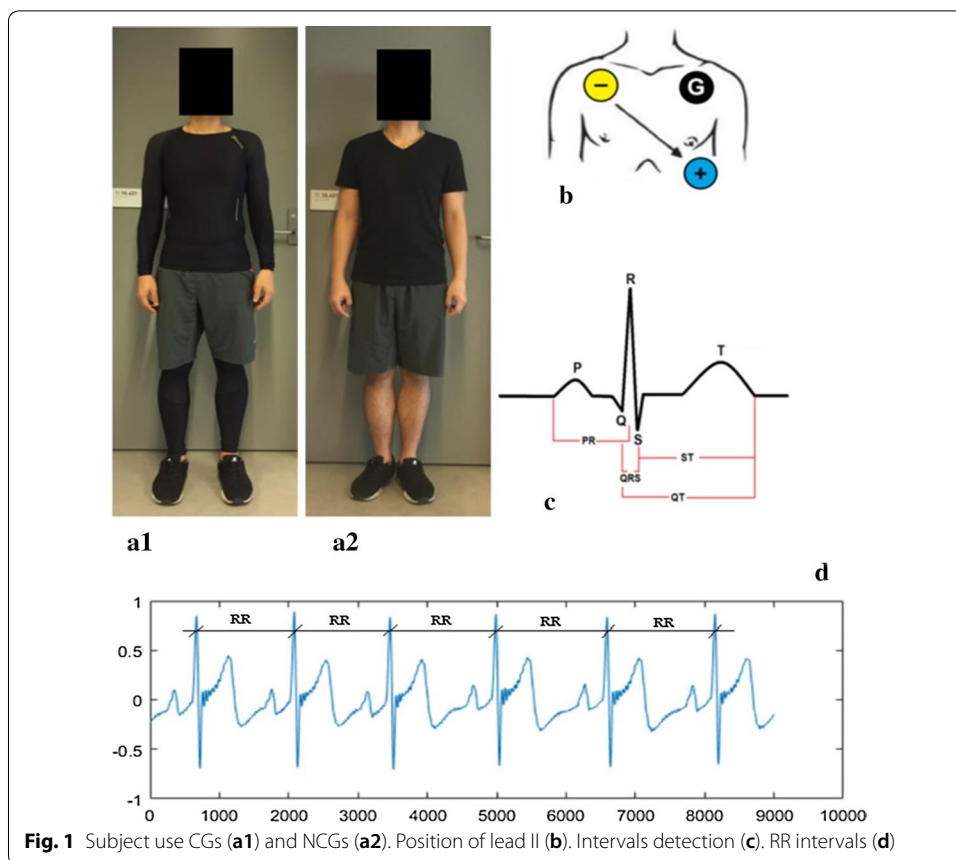 −
G
+
b
R
P
T
Q
S
PR
ST
QRS
QT
c
a1
a2
d
1
0.5
0
-0.5
-1
RR
RR
RR
RR
RR
0
1000
2000
3000
4000
5000
6000
7000
8000
9000
10000
Fig. 1 Subject use CGs (a1) and NCGs (a2). Position of lead II (b). Intervals detection (c). RR intervals (d)